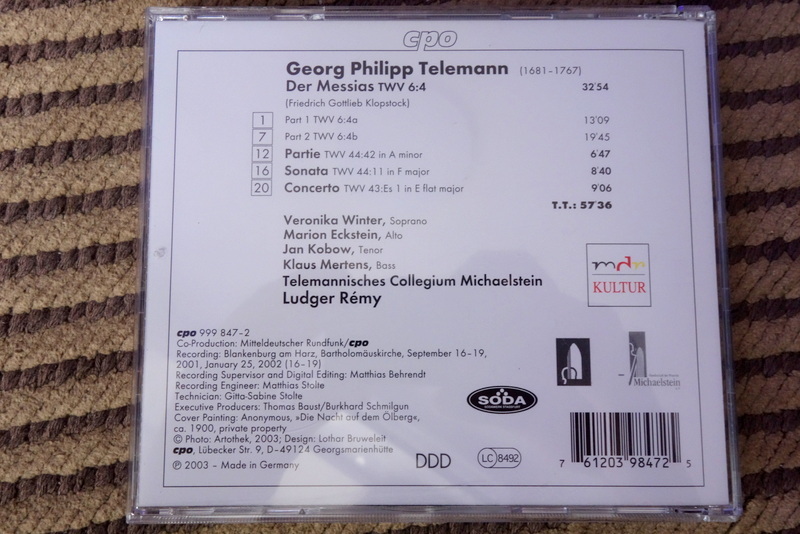 cpo
Georg Philipp Telemann (1681–1767)
Der Messias TWV 6:4 32'54
(Friedrich Gottlieb Klopstock)
1 Part 1 TWV 6:4a 13'09
7 Part 2 TWV 6:4b 19'45
12 Partie TWV 44:42 in A minor 6'47
16 Sonata TWV 44:11 in F major 8'40
20 Concerto TWV 43:Es 1 in E flat major 9'06
T.T.: 57'36
Veronika Winter, Soprano
Marion Eckstein, Alto
Jan Kobow, Tenor
Klaus Mertens, Bass
Telemannisches Collegium Michaelstein
Ludger Rémy
mdr
KULTUR
cpo 999 847–2
Co-Production: Mitteldeutscher Rundfunk/cpo
Recording: Blankenburg am Harz, Bartholomäuskirche, September 16–19,
2001, January 25, 2002 (16–19)
Recording Supervisor and Digital Editing: Matthias Behrendt
Recording Engineer: Matthias Stolte
Technician: Gitta-Sabine Stolte
Executive Producers: Thomas Baust/Burkhard Schmilgun
Cover Painting: Anonymous, »Die Nacht auf dem Ölberg«,
ca. 1900, private property
© Photo: Artothek, 2003; Design: Lothar Bruweleit
cpo, Lübecker Str. 9, D–49124 Georgsmarienhütte
℗ 2003 – Made in Germany
Michaelstein
SODA
DDD
LC 8492
7 61203 98472 5